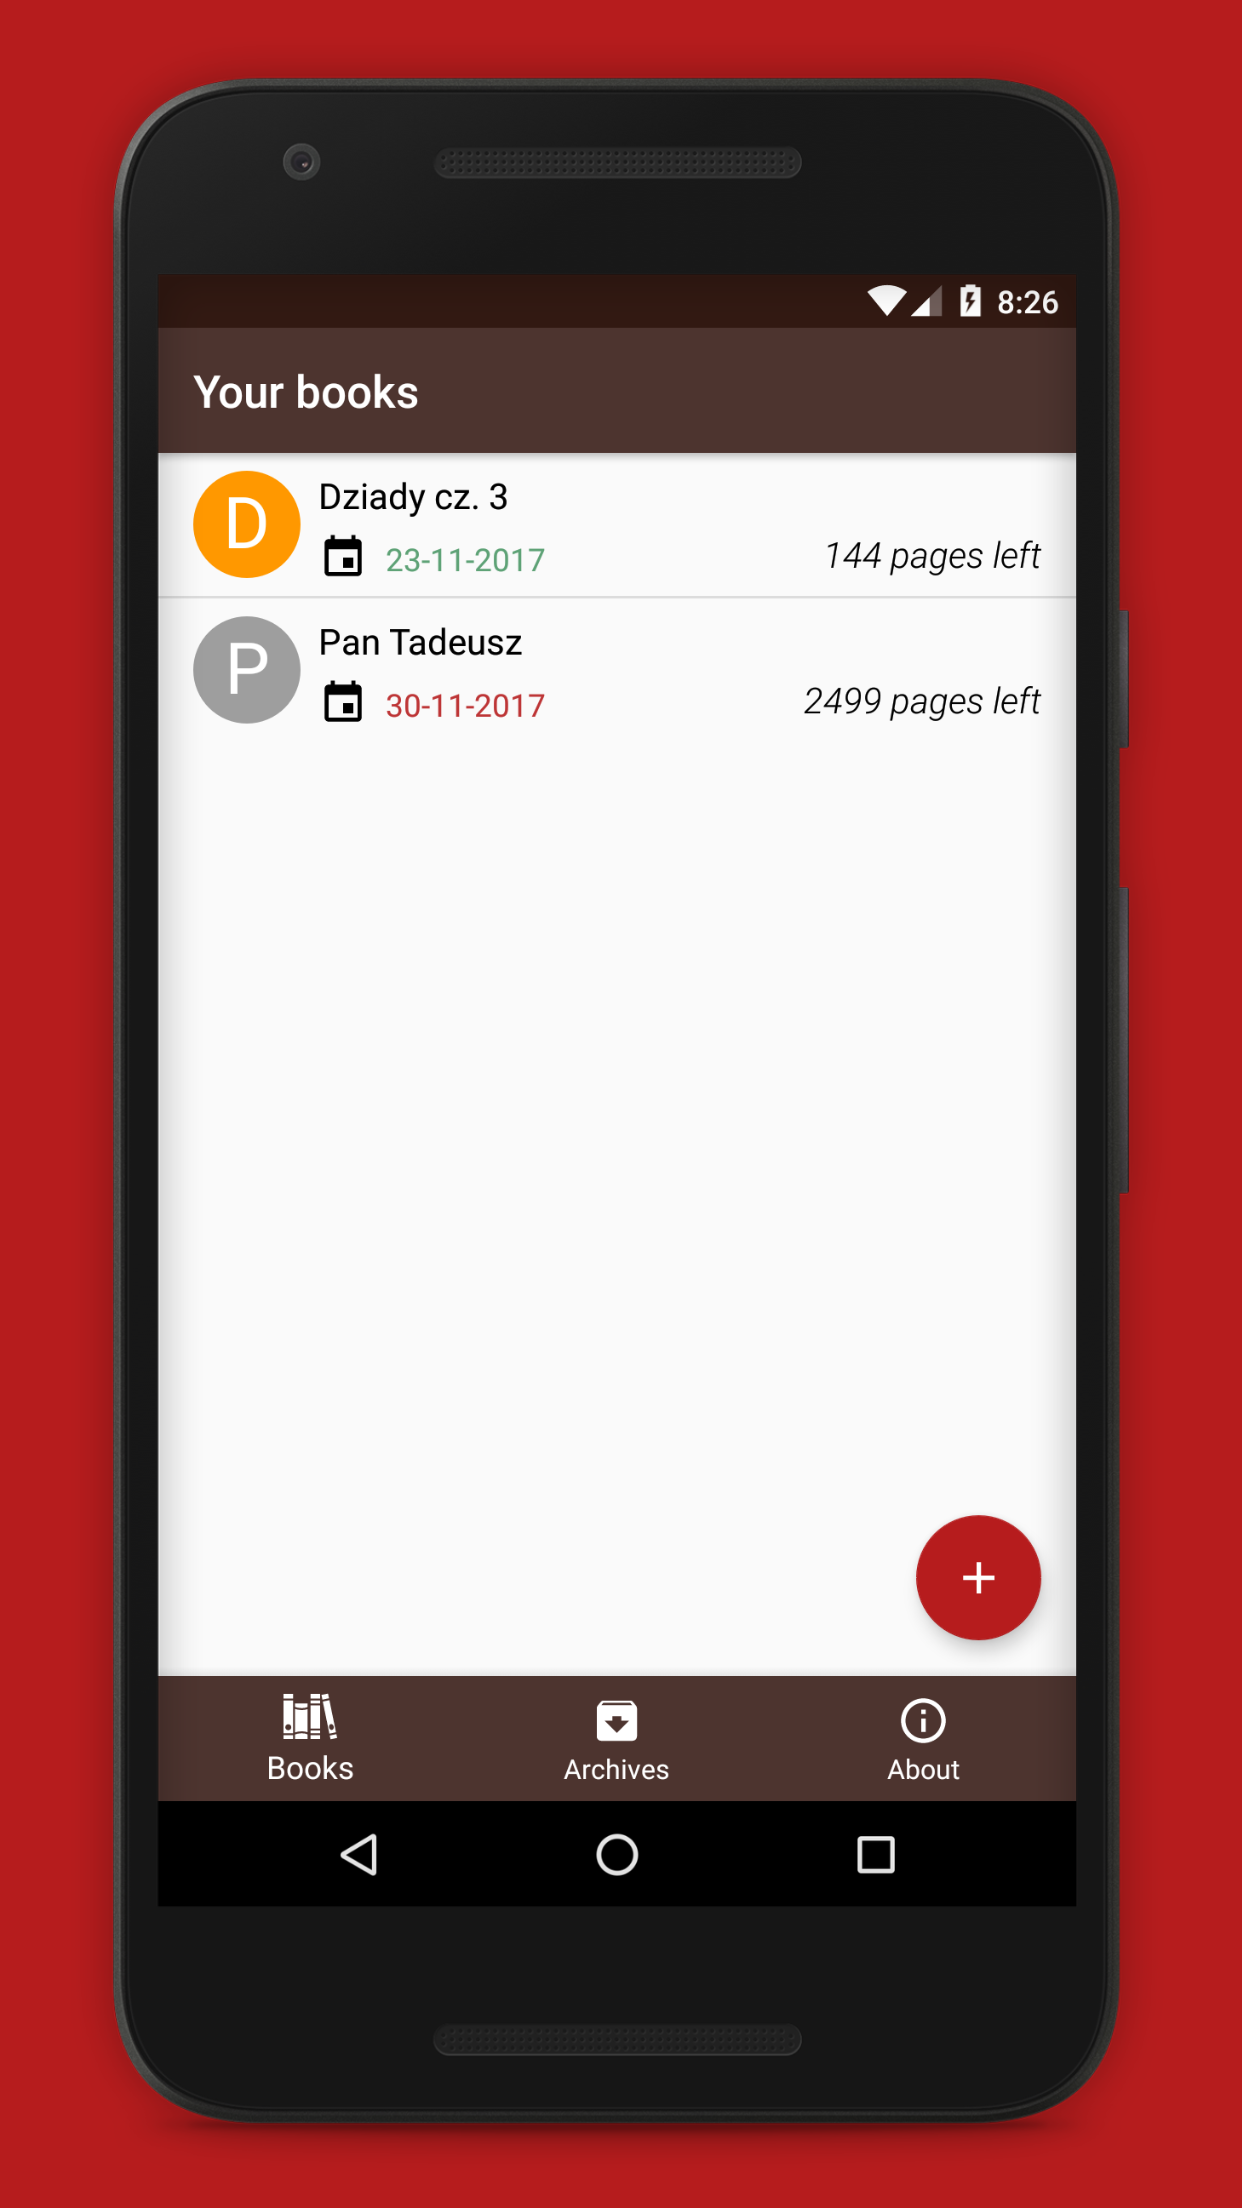 8:26
Your books
D
Dziady cz. 3
23-11-2017
144 pages left
P
Pan Tadeusz
30-11-2017
2499 pages left
+
Books
Archives
About